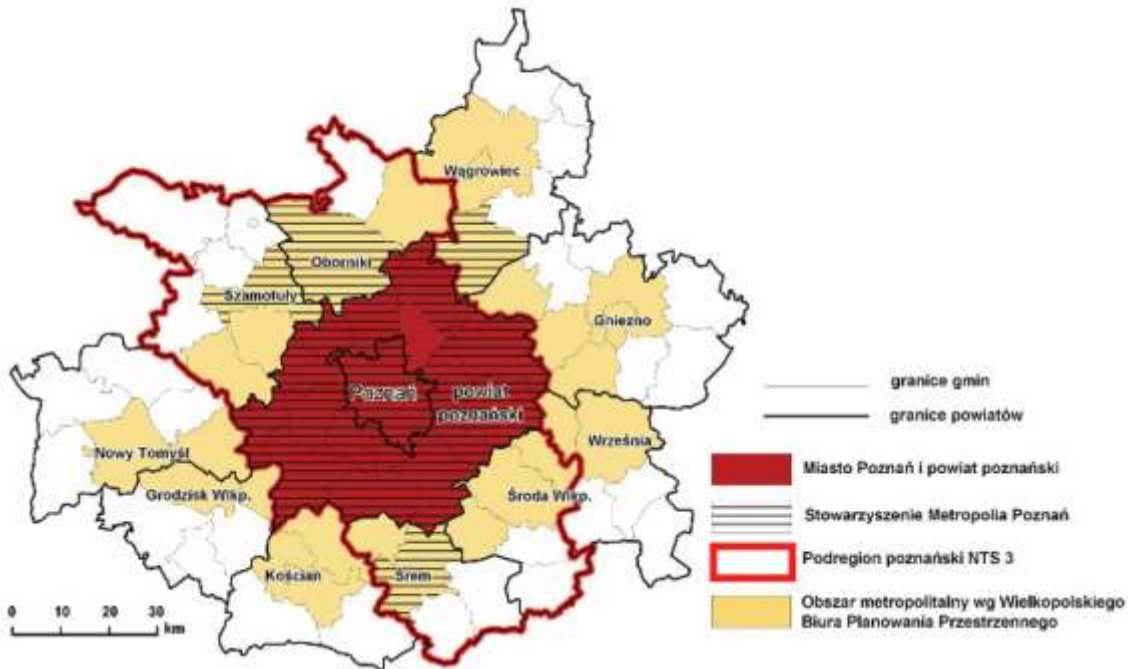 Wągrowiec
Oborniki
Szamotuły
Gniezno
Poznań
powiat
poznański
Września
Nowy Tomyśl
Grodzisk Wlkp.
Środa Wlkp.
Kościan
Śrem
0 10 20 30
km
granice gmin
granice powiatów
Miasto Poznań i powiat poznański
Stowarzyszenie Metropolia Poznań
Podregion poznański NTS 3
Obszar metropolitalny wg Wielkopolskiego
Biura Planowania Przestrzennego